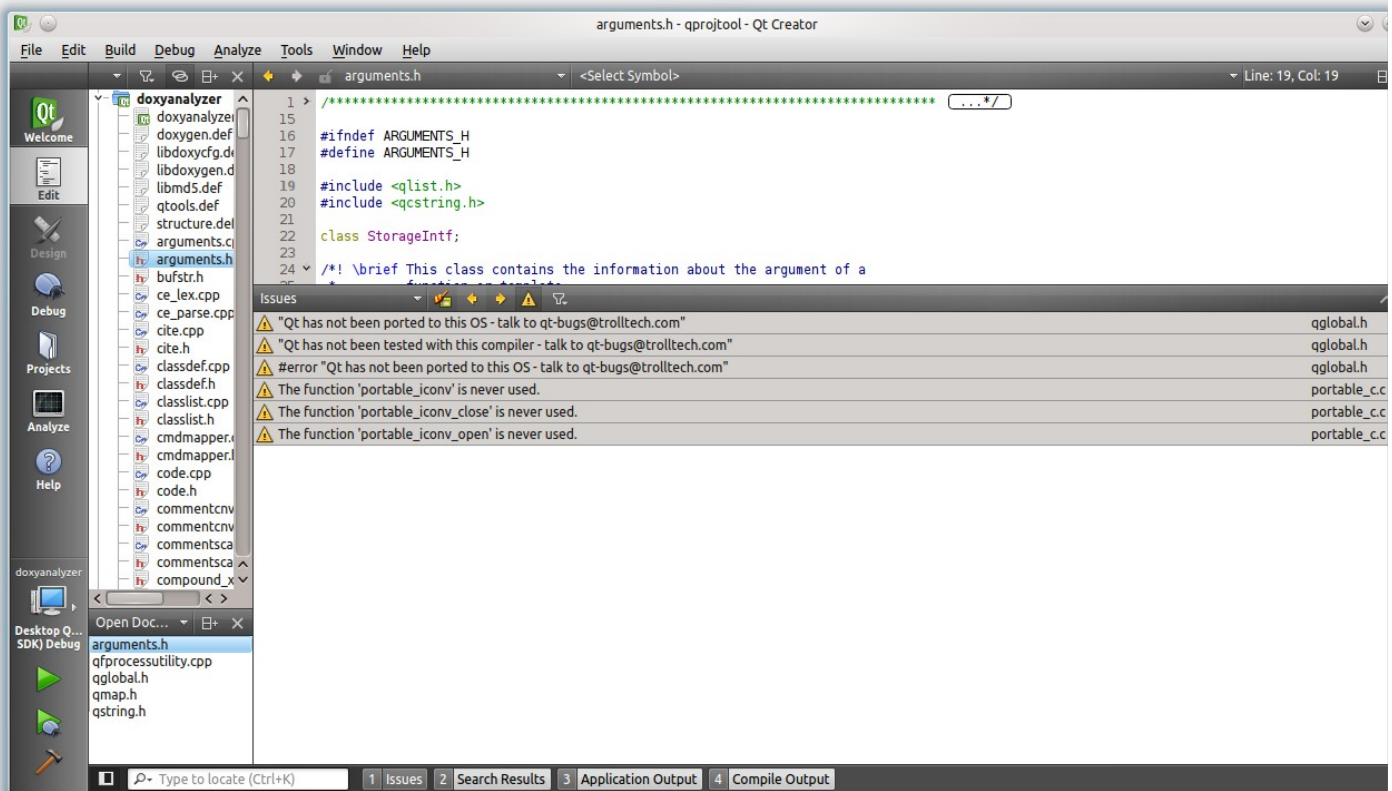 arguments.h - qprojtool - Qt Creator
File Edit Build Debug Analyze Tools Window Help
arguments.h <Select Symbol> Line: 19, Col: 19
Welcome
Edit
Design
Debug
Projects
Analyze
Help
doxyanalyzer
Desktop Q...
SDK) Debug
doxyanalyzer
doxyanalyzer
doxygen.def
libdoxycfg.de
libdoxygen.d
libmd5.def
qtools.def
structure.def
arguments.c
arguments.h
bufstr.h
ce_lex.cpp
ce_parse.cpp
cite.cpp
cite.h
classdef.cpp
classdef.h
classlist.cpp
classlist.h
cmdmapper.
cmdmapper.
code.cpp
code.h
commentcnv
commentcnv
commentsca
commentsca
compound_x
Open Doc...
arguments.h
qfprocessutility.cpp
qglobal.h
qmap.h
qstring.h
1 /****************************************************************************** ...*/
15
16 #ifndef ARGUMENTS_H
17 #define ARGUMENTS_H
18
19 #include <qlist.h>
20 #include <qcstring.h>
21
22 class StorageIntf;
23
24 /*! \brief This class contains the information about the argument of a
Issues
"Qt has not been ported to this OS - talk to qt-bugs@trolltech.com" qglobal.h
"Qt has not been tested with this compiler - talk to qt-bugs@trolltech.com" qglobal.h
#error "Qt has not been ported to this OS - talk to qt-bugs@trolltech.com" qglobal.h
The function 'portable_iconv' is never used. portable_c.c
The function 'portable_iconv_close' is never used. portable_c.c
The function 'portable_iconv_open' is never used. portable_c.c
Type to locate (Ctrl+K) 1 Issues 2 Search Results 3 Application Output 4 Compile Output